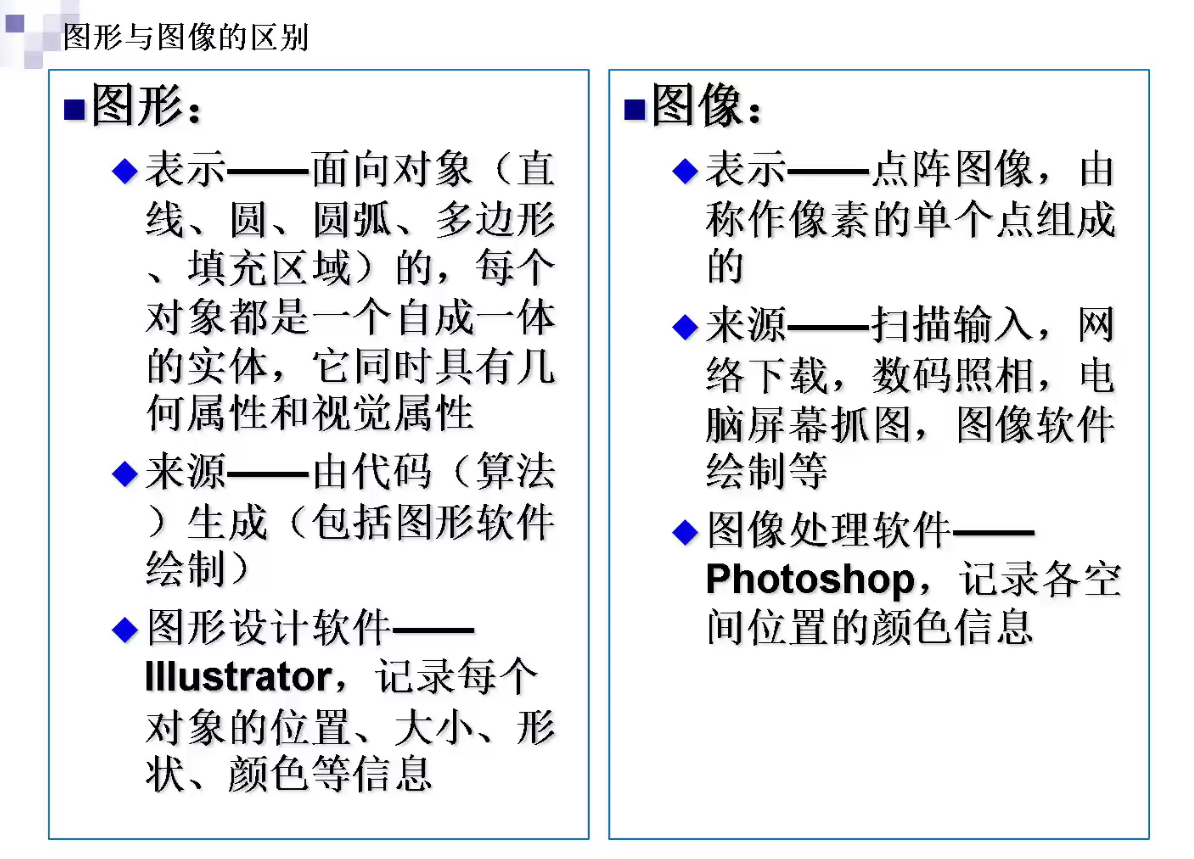 图形与图像的区别
图形：
表示——面向对象（直
线、圆、圆弧、多边形
、填充区域）的，每个
对象都是一个自成一体
的实体，它同时具有几
何属性和视觉属性
来源——由代码（算法
）生成（包括图形软件
绘制）
图形设计软件——
Illustrator，记录每个
对象的位置、大小、形
状、颜色等信息
图像：
表示——点阵图像，由
称作像素的单个点组成
的
来源——扫描输入，网
络下载，数码照相，电
脑屏幕抓图，图像软件
绘制等
图像处理软件——
Photoshop，记录各空
间位置的颜色信息